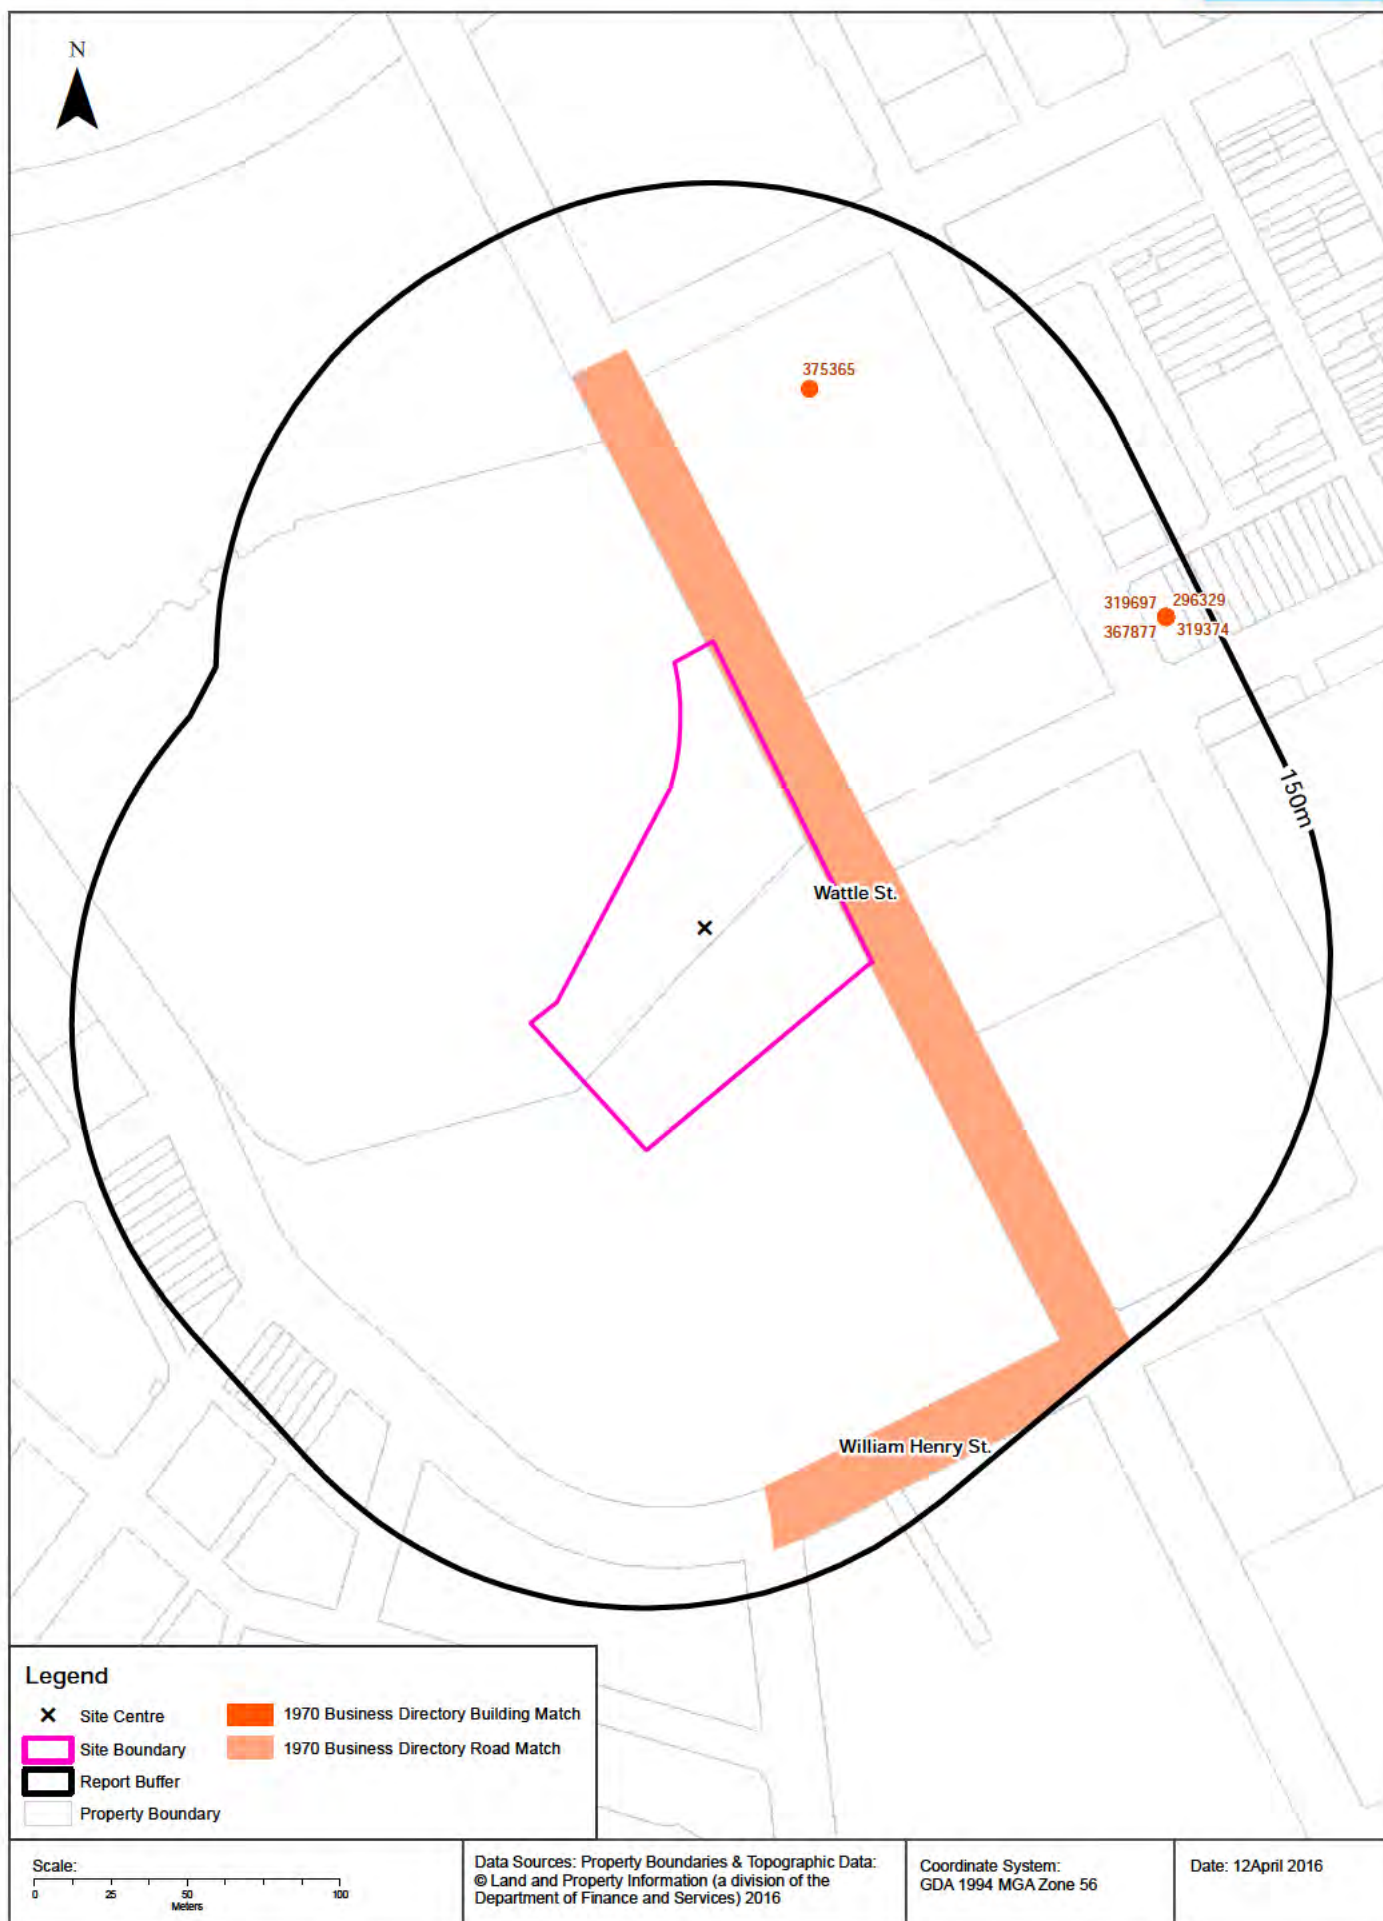 N
375365
319697 296329
367877 319374
150m
Wattle St.
William Henry St.
Legend
Site Centre
Site Boundary
Report Buffer
Property Boundary
1970 Business Directory Building Match
1970 Business Directory Road Match
Scale:
0 25 50 100
Meters
Data Sources: Property Boundaries & Topographic Data:
© Land and Property Information (a division of the
Department of Finance and Services) 2016
Coordinate System:
GDA 1994 MGA Zone 56
Date: 12April 2016